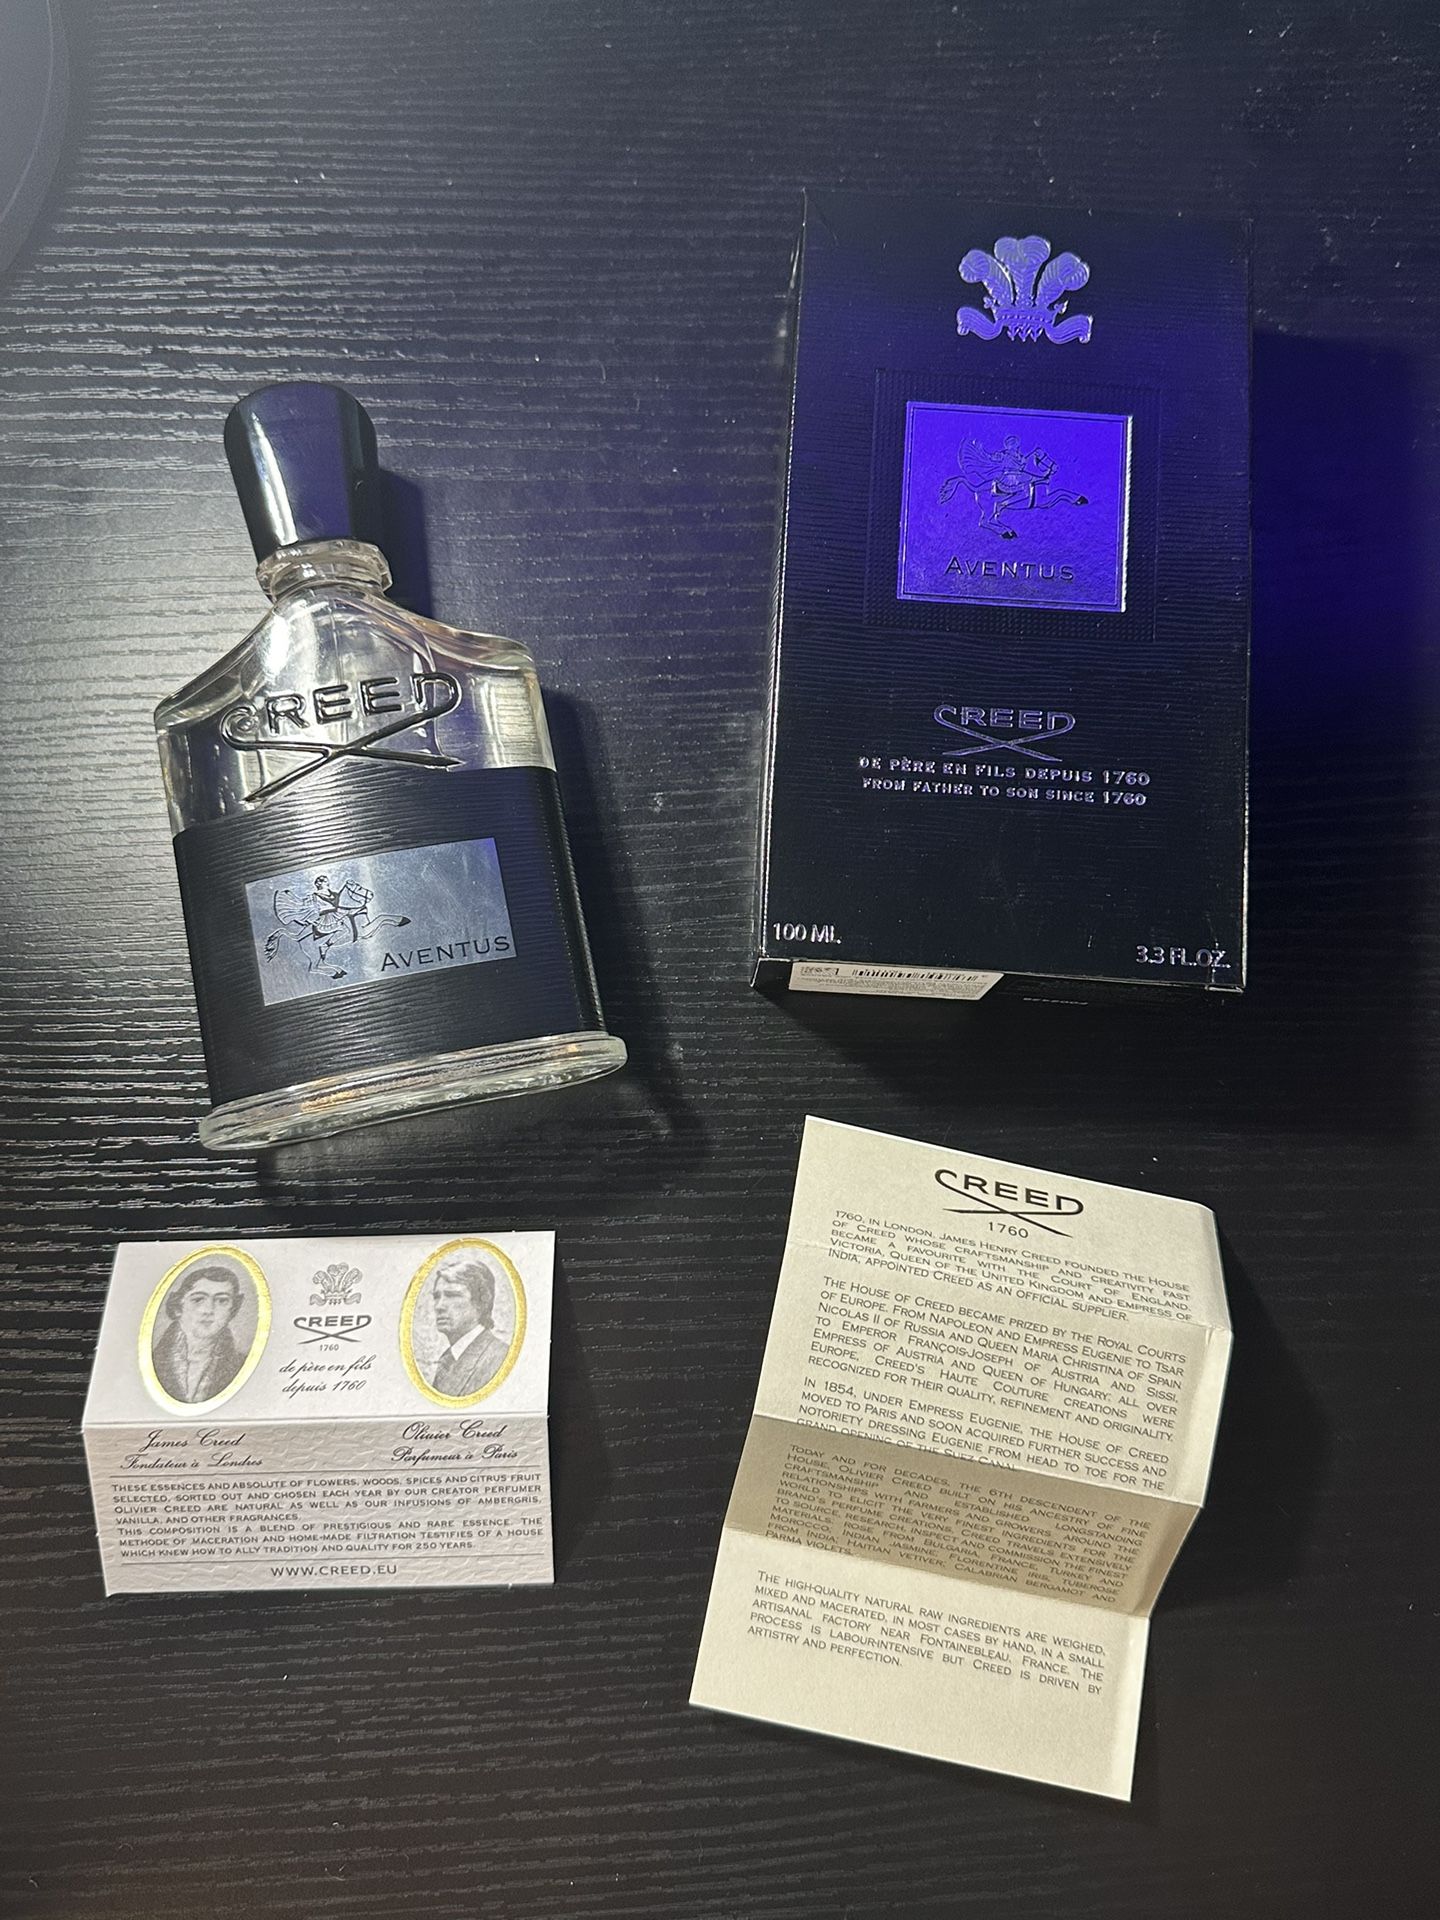 AVENTUS
CREED
DE PÈRE EN FILS DEPUIS 1760
FROM FATHER TO SON SINCE 1760
100 ML
3.3 FL.OZ.
CREED
AVENTUS
CREED
1760
de père en fils
depuis 1760
James Creed
Fondateur à Londres
Olivier Creed
Parfumeur à Paris
THESE ESSENCES AND ABSOLUTE OF FLOWERS, WOODS, SPICES AND CITRUS FRUIT
SELECTED, SORTED OUT AND CHOSEN EACH YEAR BY OUR CREATOR PERFUMER
OLIVIER CREED ARE NATURAL AS WELL AS OUR INFUSIONS OF AMBERGRIS,
VANILLA, AND OTHER FRAGRANCES.
THIS COMPOSITION IS A BLEND OF PRESTIGIOUS AND RARE ESSENCE. THE
METHODE OF MACERATION AND HOME-MADE FILTRATION TESTIFIES OF A HOUSE
WHICH KNEW HOW TO ALLY TRADITION AND QUALITY FOR 250 YEARS.
WWW.CREED.EU
CREED
1760
1760, IN LONDON, JAMES HENRY CREED FOUNDED THE HOUSE
OF CREED WHOSE CRAFTSMANSHIP AND CREATIVITY FAST
BECAME A FAVOURITE WITH THE COURT OF ENGLAND.
VICTORIA, QUEEN OF THE UNITED KINGDOM AND EMPRESS OF
INDIA, APPOINTED CREED AS AN OFFICIAL SUPPLIER.
THE HOUSE OF CREED BECAME PRIZED BY THE ROYAL COURTS
OF EUROPE. FROM NAPOLEON AND EMPRESS EUGENIE TO TSAR
NICOLAS II OF RUSSIA AND QUEEN MARIA CHRISTINA OF SPAIN
TO EMPEROR FRANÇOIS-JOSEPH OF AUSTRIA AND SISSI,
EMPRESS OF AUSTRIA AND QUEEN OF HUNGARY: ALL OVER
EUROPE, CREED'S HAUTE COUTURE CREATIONS WERE
RECOGNIZED FOR THEIR QUALITY, REFINEMENT AND ORIGINALITY.
IN 1854, UNDER EMPRESS EUGENIE, THE HOUSE OF CREED
MOVED TO PARIS AND SOON ACQUIRED FURTHER SUCCESS AND
NOTORIETY DRESSING EUGENIE FROM HEAD TO TOE FOR THE
GRAND OPENING OF THE SUEZ CANAL
TODAY AND FOR DECADES, THE 6TH DESCENDENT OF THE
HOUSE, OLIVIER CREED BUILT ON HIS ANCESTRY OF FINE
CRAFTSMANSHIP AND ESTABLISHED LONGSTANDING
RELATIONSHIPS WITH FARMERS AND GROWERS AROUND THE
WORLD TO ELICIT THE VERY FINEST INGREDIENTS FOR THE
BRAND'S PERFUME CREATIONS. CREED TRAVELS EXTENSIVELY
TO SOURCE, RESEARCH, INSPECT AND COMMISSION THE FINEST
MATERIALS. ROSE FROM BULGARIA, FRANCE, TURKEY AND
MOROCCO, INDIAN JASMINE, FLORENTINE IRIS, TUBEROSE
FROM INDIA, HAITIAN VETIVER, CALABRIAN BERGAMOT AND
PARMA VIOLETS.
THE HIGH-QUALITY NATURAL RAW INGREDIENTS ARE WEIGHED,
MIXED AND MACERATED, IN MOST CASES BY HAND, IN A SMALL
ARTISANAL FACTORY NEAR FONTAINEBLEAU, FRANCE. THE
PROCESS IS LABOUR-INTENSIVE BUT CREED IS DRIVEN BY
ARTISTRY AND PERFECTION.